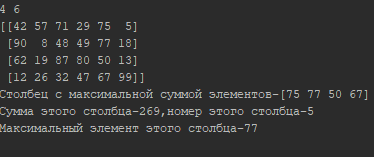 4 6
[[42 57 71 29 75  5]
 [90  8 48 49 77 18]
 [62 19 87 80 50 13]
 [12 26 32 47 67 99]]
Столбец с максимальной суммой элементов-[75 77 50 67]
Сумма этого столбца-269,номер этого столбца-5
Максимальный элемент этого столбца-77